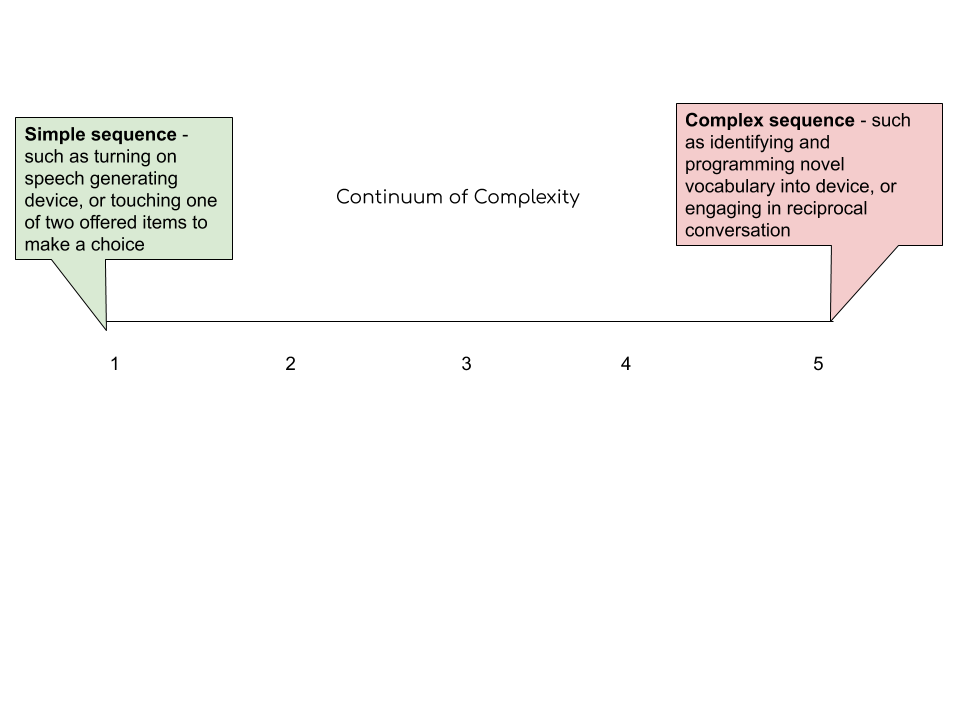 Simple sequence -
such as turning on
speech generating
device, or touching one
of two offered items to
make a choice
Continuum of Complexity
Complex sequence - such
as identifying and
programming novel
vocabulary into device, or
engaging in reciprocal
conversation
1 2 3 4 5